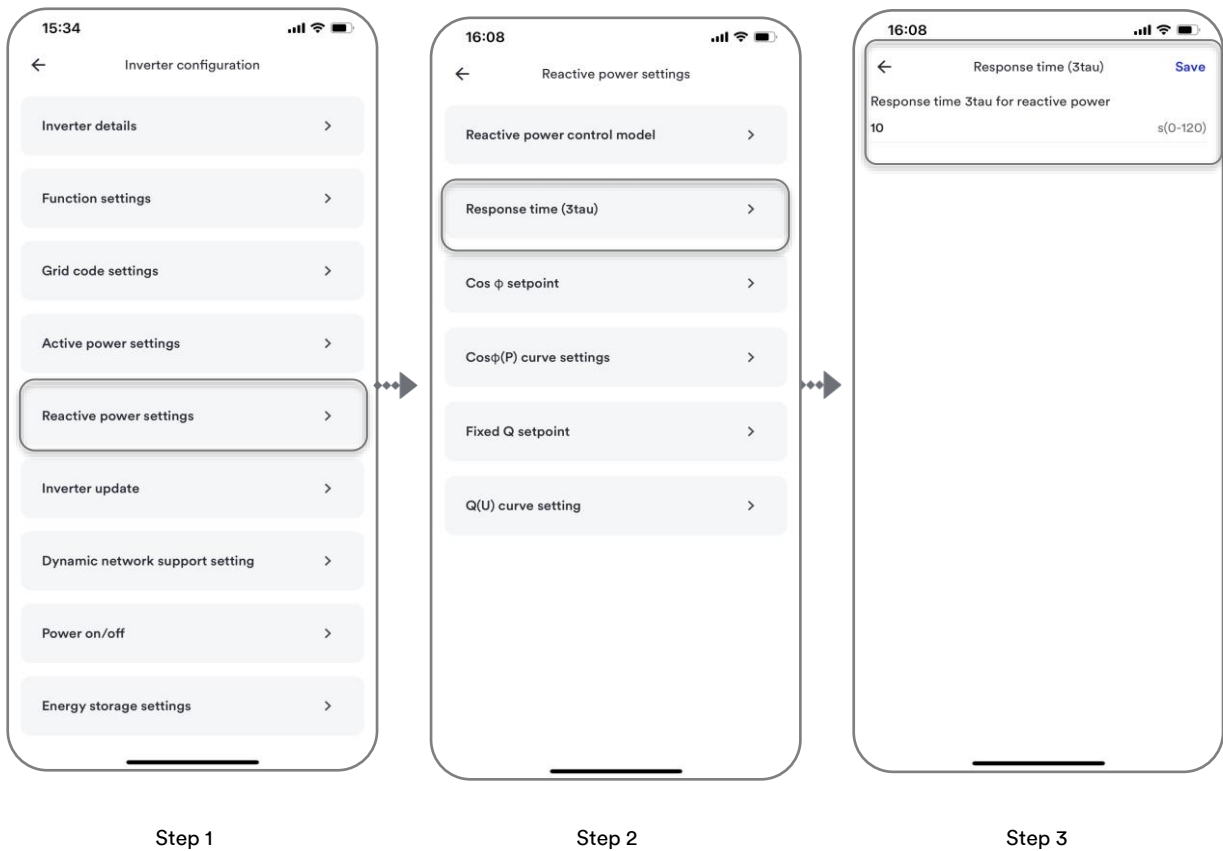 15:34
Inverter configuration
Inverter details
Function settings
Grid code settings
Active power settings
Reactive power settings
Inverter update
Dynamic network support setting
Power on/off
Energy storage settings
Step 1
16:08
Reactive power settings
Reactive power control model
Response time (3tau)
Cos φ setpoint
Cosφ(P) curve settings
Fixed Q setpoint
Q(U) curve setting
Step 2
16:08
Response time (3tau) Save
Response time 3tau for reactive power
10 s(0-120)
Step 3